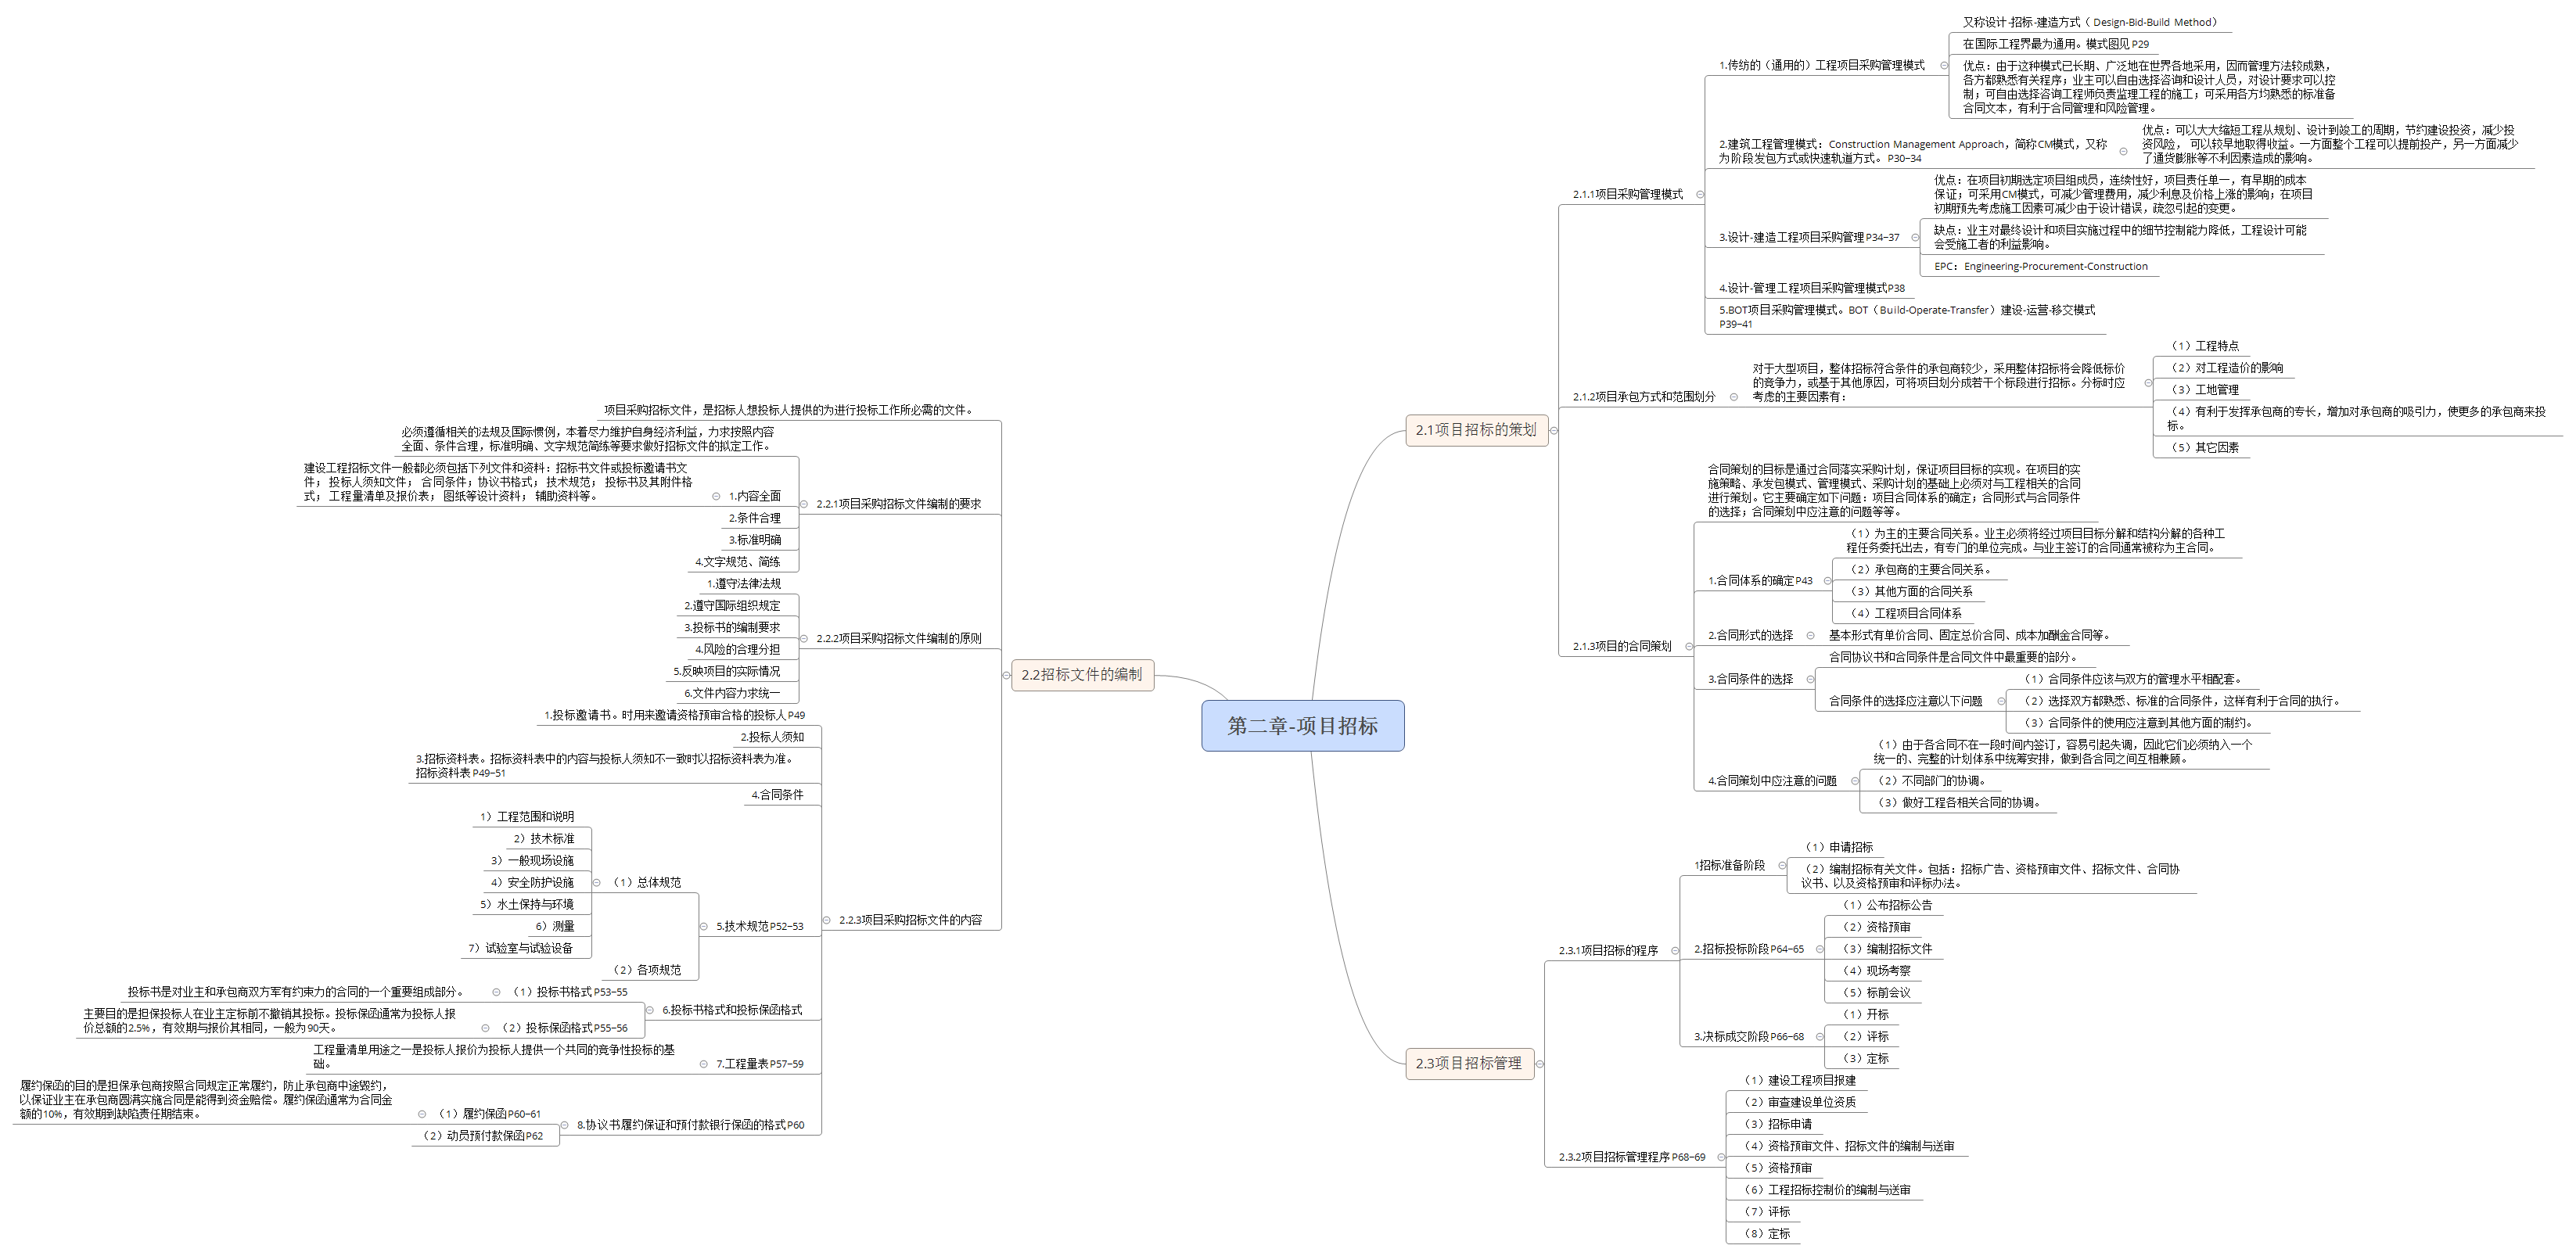 第二章-项目招标
2.1项目招标的策划
2.1.1项目采购管理模式
1.传纺的（通用的）工程项目采购管理模式
又称设计-招标-建造方式（ Design-Bid-Build Method）
在国际工程界最为通用。模式图见P29
优点：由于这种模式已长期、广泛地在世界各地采用，因而管理方法较成熟，
各方都熟悉有关程序；业主可以自由选择咨询和设计人员，对设计要求可以控
制；可自由选择咨询工程师负责监理工程的施工；可采用各方均熟悉的标准备
合同文本，有利于合同管理和风险管理。
2.建筑工程管理模式：Construction Management Approach，简称CM模式，又称
为阶段发包方式或快速轨道方式。P30-34
优点：可以大大缩短工程从规划、设计到竣工的周期，节约建设投资，减少投
资风险， 可以较早地取得收益。一方面整个工程可以提前投产，另一方面减少
了通货膨胀等不利因素造成的影响。
3.设计-建造工程项目采购管理P34-37
优点：在项目初期选定项目组成员，连续性好，项目责任单一，有早期的成本
保证；可采用CM模式，可减少管理费用，减少利息及价格上涨的影响；在项目
初期预先考虑施工因素可减少由于设计错误，疏忽引起的变更。
缺点：业主对最终设计和项目实施过程中的细节控制能力降低，工程设计可能
会受施工者的利益影响。
EPC：Engineering-Procurement-Construction
4.设计-管理工程项目采购管理模式P38
5.BOT项目采购管理模式。BOT（Build-Operate-Transfer）建设-运营-移交模式
P39-41
2.1.2项目承包方式和范围划分
对于大型项目，整体招标符合条件的承包商较少，采用整体招标将会降低标价
的竞争力，或基于其他原因，可将项目划分成若干个标段进行招标。分标时应
考虑的主要因素有：
（1）工程特点
（2）对工程造价的影响
（3）工地管理
（4）有利于发挥承包商的专长，增加对承包商的吸引力，使更多的承包商来投
标。
（5）其它因素
2.1.3项目的合同策划
合同策划的目标是通过合同落实采购计划，保证项目目标的实现。在项目的实
施策略、承发包模式、管理模式、采购计划的基础上必须对与工程相关的合同
进行策划。它主要确定如下问题：项目合同体系的确定；合同形式与合同条件
的选择；合同策划中应注意的问题等等。
1.合同体系的确定P43
（1）为主的主要合同关系。业主必须将经过项目目标分解和结构分解的各种工
程任务委托出去，有专门的单位完成。与业主签订的合同通常被称为主合同。
（2）承包商的主要合同关系。
（3）其他方面的合同关系
（4）工程项目合同体系
2.合同形式的选择
基本形式有单价合同、固定总价合同、成本加酬金合同等。
3.合同条件的选择
合同协议书和合同条件是合同文件中最重要的部分。
合同条件的选择应注意以下问题
（1）合同条件应该与双方的管理水平相配套。
（2）选择双方都熟悉、标准的合同条件，这样有利于合同的执行。
（3）合同条件的使用应注意到其他方面的制约。
4.合同策划中应注意的问题
（1）由于各合同不在一段时间内签订，容易引起失调，因此它们必须纳入一个
统一的、完整的计划体系中统筹安排，做到各合同之间互相兼顾。
（2）不同部门的协调。
（3）做好工程各相关合同的协调。
2.2招标文件的编制
项目采购招标文件，是招标人想投标人提供的为进行投标工作所必需的文件。
2.2.1项目采购招标文件编制的要求
必须遵循相关的法规及国际惯例，本着尽力维护自身经济利益，力求按照内容
全面、条件合理，标准明确、文字规范简练等要求做好招标文件的拟定工作。
1.内容全面
建设工程招标文件一般都必须包括下列文件和资料：招标书文件或投标邀请书文
件； 投标人须知文件； 合同条件；协议书格式； 技术规范； 投标书及其附件格
式； 工程量清单及报价表； 图纸等设计资料； 辅助资料等。
2.条件合理
3.标准明确
4.文字规范、简练
2.2.2项目采购招标文件编制的原则
1.遵守法律法规
2.遵守国际组织规定
3.投标书的编制要求
4.风险的合理分担
5.反映项目的实际情况
6.文件内容力求统一
2.2.3项目采购招标文件的内容
1.投标邀请书。时用来邀请资格预审合格的投标人P49
2.投标人须知
3.招标资料表。招标资料表中的内容与投标人须知不一致时以招标资料表为准。
招标资料表P49-51
4.合同条件
5.技术规范P52-53
（1）总体规范
1）工程范围和说明
2）技术标准
3）一般现场设施
4）安全防护设施
5）水土保持与环境
6）测量
7）试验室与试验设备
（2）各项规范
6.投标书格式和投标保函格式
（1）投标书格式P53-55
投标书是对业主和承包商双方军有约束力的合同的一个重要组成部分。
（2）投标保函格式P55-56
主要目的是担保投标人在业主定标前不撤销其投标。投标保函通常为投标人报
价总额的2.5%，有效期与报价其相同，一般为90天。
7.工程量表P57-59
工程量清单用途之一是投标人报价为投标人提供一个共同的竞争性投标的基
础。
8.协议书履约保证和预付款银行保函的格式P60
（1）履约保函P60-61
履约保函的目的是担保承包商按照合同规定正常履约，防止承包商中途毁约，
以保证业主在承包商圆满实施合同是能得到资金赔偿。履约保函通常为合同金
额的10%，有效期到缺陷责任期结束。
（2）动员预付款保函P62
2.3项目招标管理
2.3.1项目招标的程序
1招标准备阶段
（1）申请招标
（2）编制招标有关文件。包括：招标广告、资格预审文件、招标文件、合同协
议书、以及资格预审和评标办法。
2.招标投标阶段P64-65
（1）公布招标公告
（2）资格预审
（3）编制招标文件
（4）现场考察
（5）标前会议
3.决标成交阶段P66-68
（1）开标
（2）评标
（3）定标
2.3.2项目招标管理程序P68-69
（1）建设工程项目报建
（2）审查建设单位资质
（3）招标申请
（4）资格预审文件、招标文件的编制与送审
（5）资格预审
（6）工程招标控制价的编制与送审
（7）评标
（8）定标